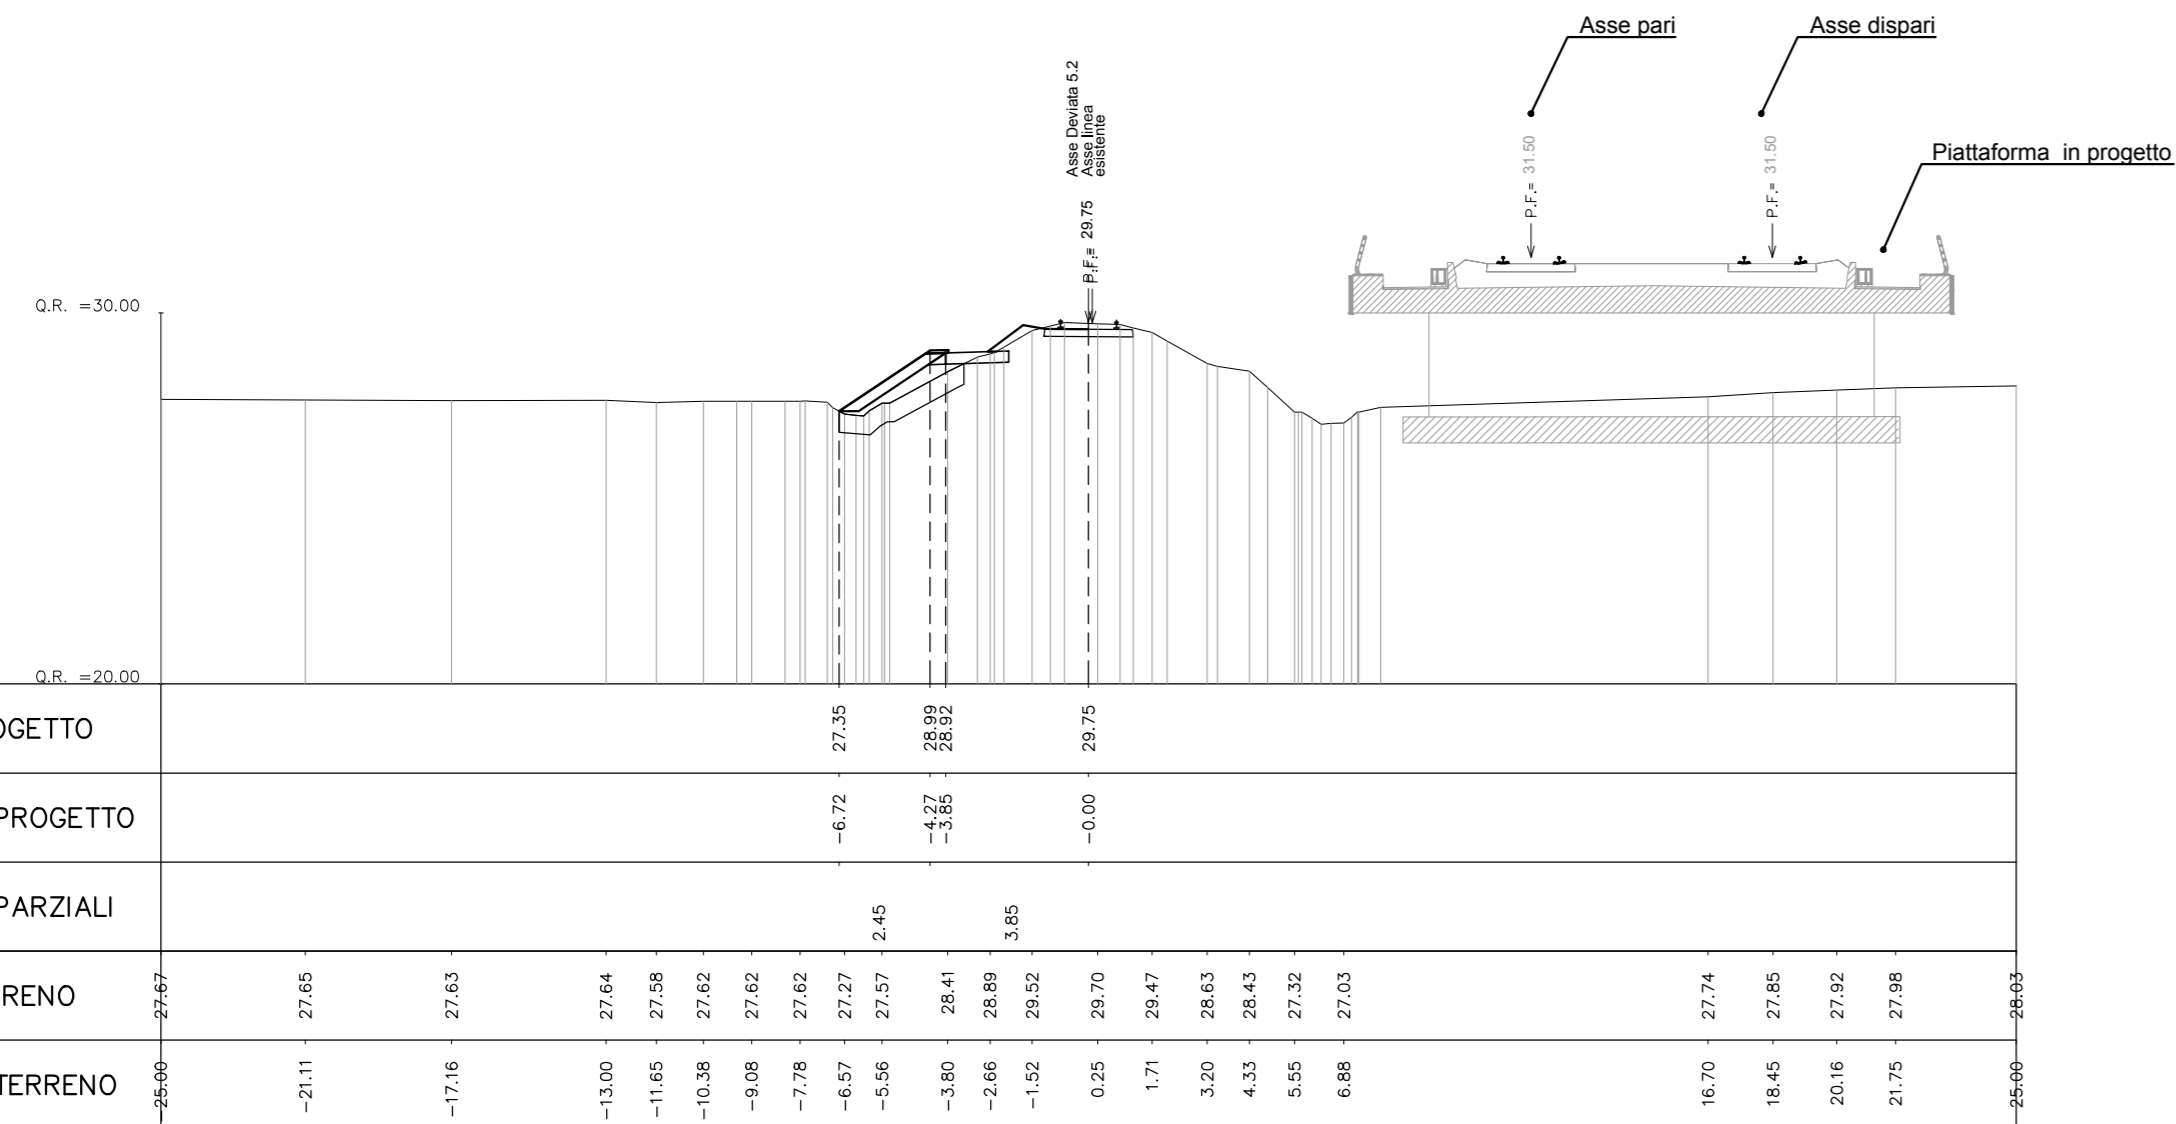 Asse pari
Asse dispari
Piattaforma in progetto
Asse Deviata 5.2
Asse linea
esistente
P.F.= 29.75
P.F.=
P.F.= 31.50
P.F.= 31.50
Q.R. =30.00
Q.R. =20.00
OGETTO
27.35 28.99 28.92 29.75
PROGETTO
-6.72 -4.27 -3.85 -0.00
PARZIALI
2.45 3.85
RENO
27.67 27.65 27.63 27.64 27.58 27.62 27.62 27.62 27.27 27.57 28.41 28.89 29.52 29.70 29.47 28.63 28.43 27.32 27.03 27.74 27.85 27.92 27.98 28.03
TERRENO
-25.00 -21.11 -17.16 -13.00 -11.65 -10.38 -9.08 -7.78 -6.57 -5.56 -3.80 -2.66 -1.52 0.25 1.71 3.20 4.33 5.55 6.88 16.70 18.45 20.16 21.75 25.00